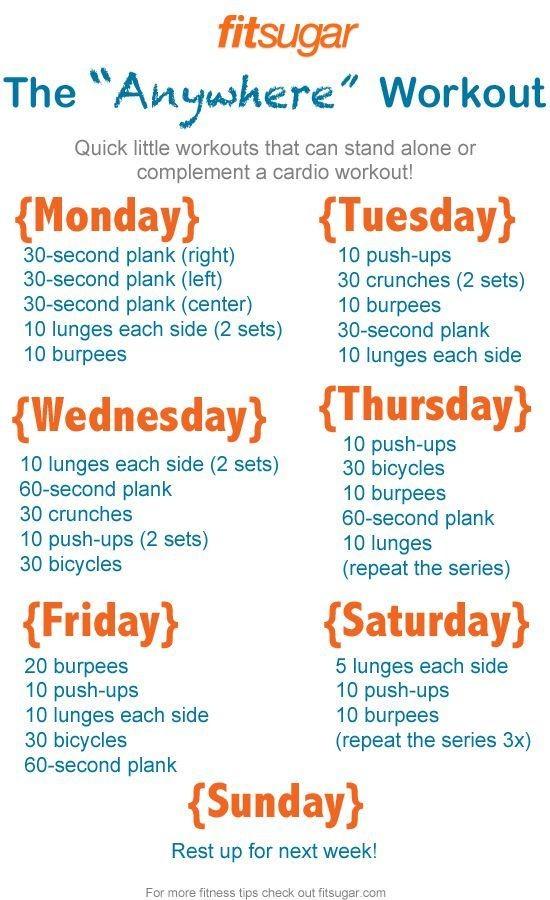 fitsugar
The "Anywhere" Workout
Quick little workouts that can stand alone or
complement a cardio workout!
{Monday}
30-second plank (right)
30-second plank (left)
30-second plank (center)
10 lunges each side (2 sets)
10 burpees
{Tuesday}
10 push-ups
30 crunches (2 sets)
10 burpees
30-second plank
10 lunges each side
{Wednesday}
10 lunges each side (2 sets)
60-second plank
30 crunches
10 push-ups (2 sets)
30 bicycles
{Thursday}
10 push-ups
30 bicycles
10 burpees
60-second plank
10 lunges
(repeat the series)
{Friday}
20 burpees
10 push-ups
10 lunges each side
30 bicycles
60-second plank
{Saturday}
5 lunges each side
10 push-ups
10 burpees
(repeat the series 3x)
{Sunday}
Rest up for next week!
For more fitness tips check out fitsugar.com